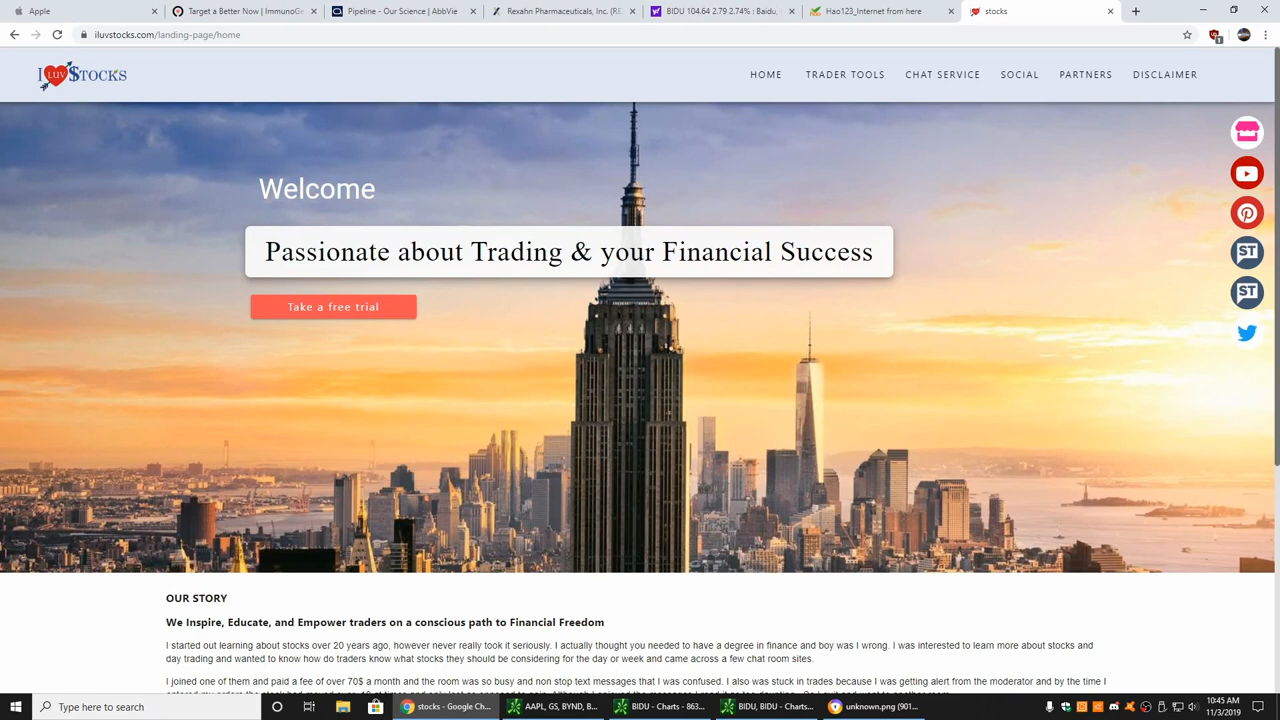 Apple
Target a Better Now | ImmunoGe
Pipeline - Our Science | AbbVie
Rexahn Pharmaceuticals, Inc. (RE
BIDU 104.64 2.79 2.74% : Baidu,
Hao123_Internet from here
stocks
iluvstocks.com/landing-page/home
1
I LUV $TOCKS
HOME
TRADER TOOLS
CHAT SERVICE
SOCIAL
PARTNERS
DISCLAIMER
Welcome
Passionate about Trading & your Financial Success
Take a free trial
ST
ST
OUR STORY
We Inspire, Educate, and Empower traders on a conscious path to Financial Freedom
I started out learning about stocks over 20 years ago, however never really took it seriously. I actually thought you needed to have a degree in finance and boy was I wrong. I was interested to learn more about stocks and
day trading and wanted to know how do traders know what stocks they should be considering for the day or week and came across a few chat room sites.
I joined one of them and paid a fee of over 70$ a month and the room was so busy and non stop text messages that I was confused. I also was stuck in trades because I was getting alert from the moderator and by the time I
Type here to search
stocks - Google Ch...
AAPL, GS, BYND, B...
BIDU - Charts - 863...
BIDU, BIDU - Charts...
unknown.png (901...
10:45 AM
11/3/2019